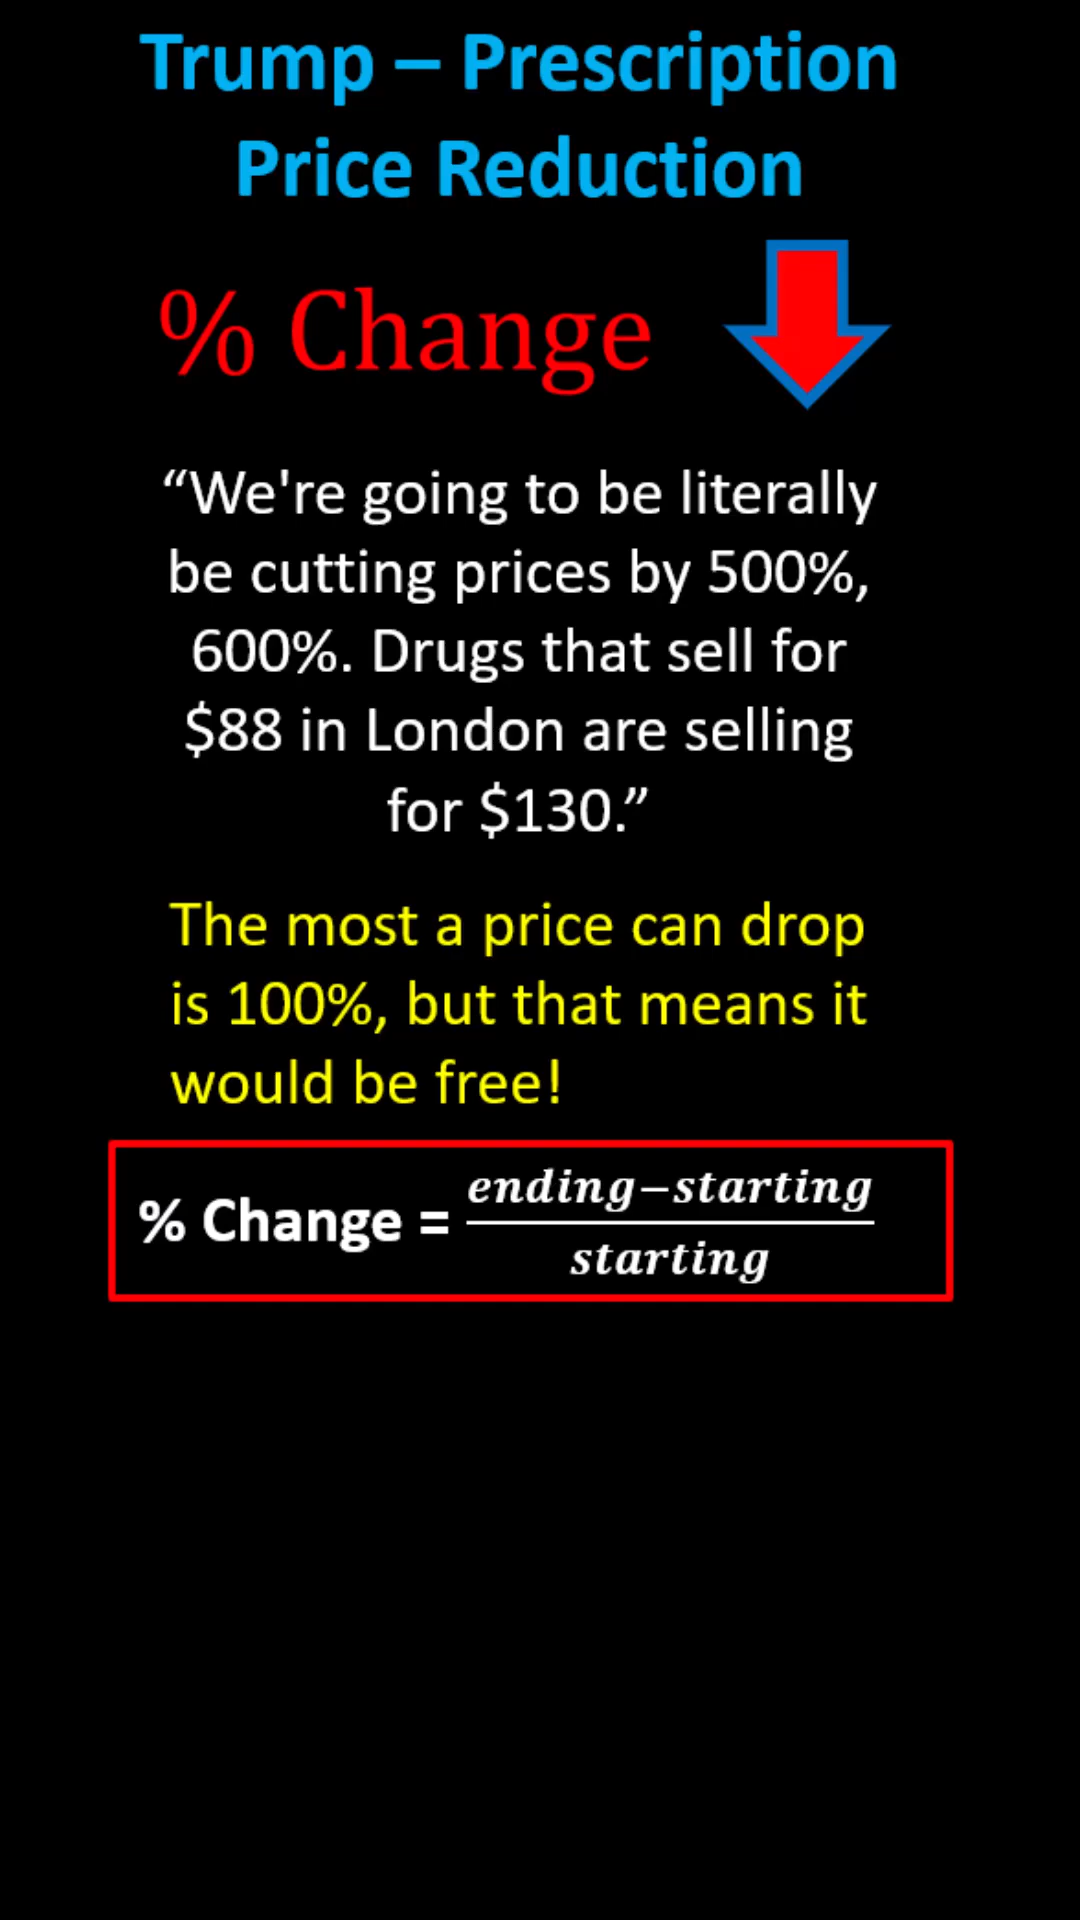 Trump – Prescription
Price Reduction
% Change
“We're going to be literally
be cutting prices by 500%,
600%. Drugs that sell for
$88 in London are selling
for $130.”
The most a price can drop
is 100%, but that means it
would be free!
% Change = ending−starting
starting